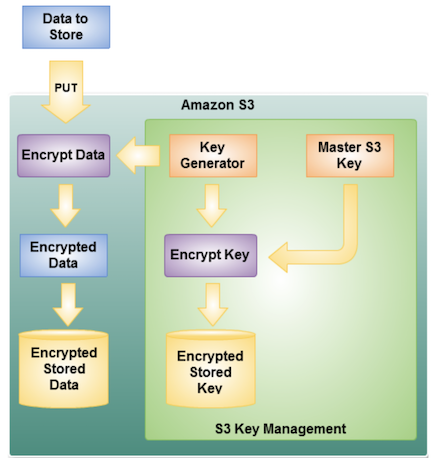 Data to
Store
PUT
Amazon S3
Encrypt Data
Key
Generator
Master S3
Key
Encrypted
Data
Encrypt Key
Encrypted
Stored
Data
Encrypted
Stored
Key
S3 Key Management